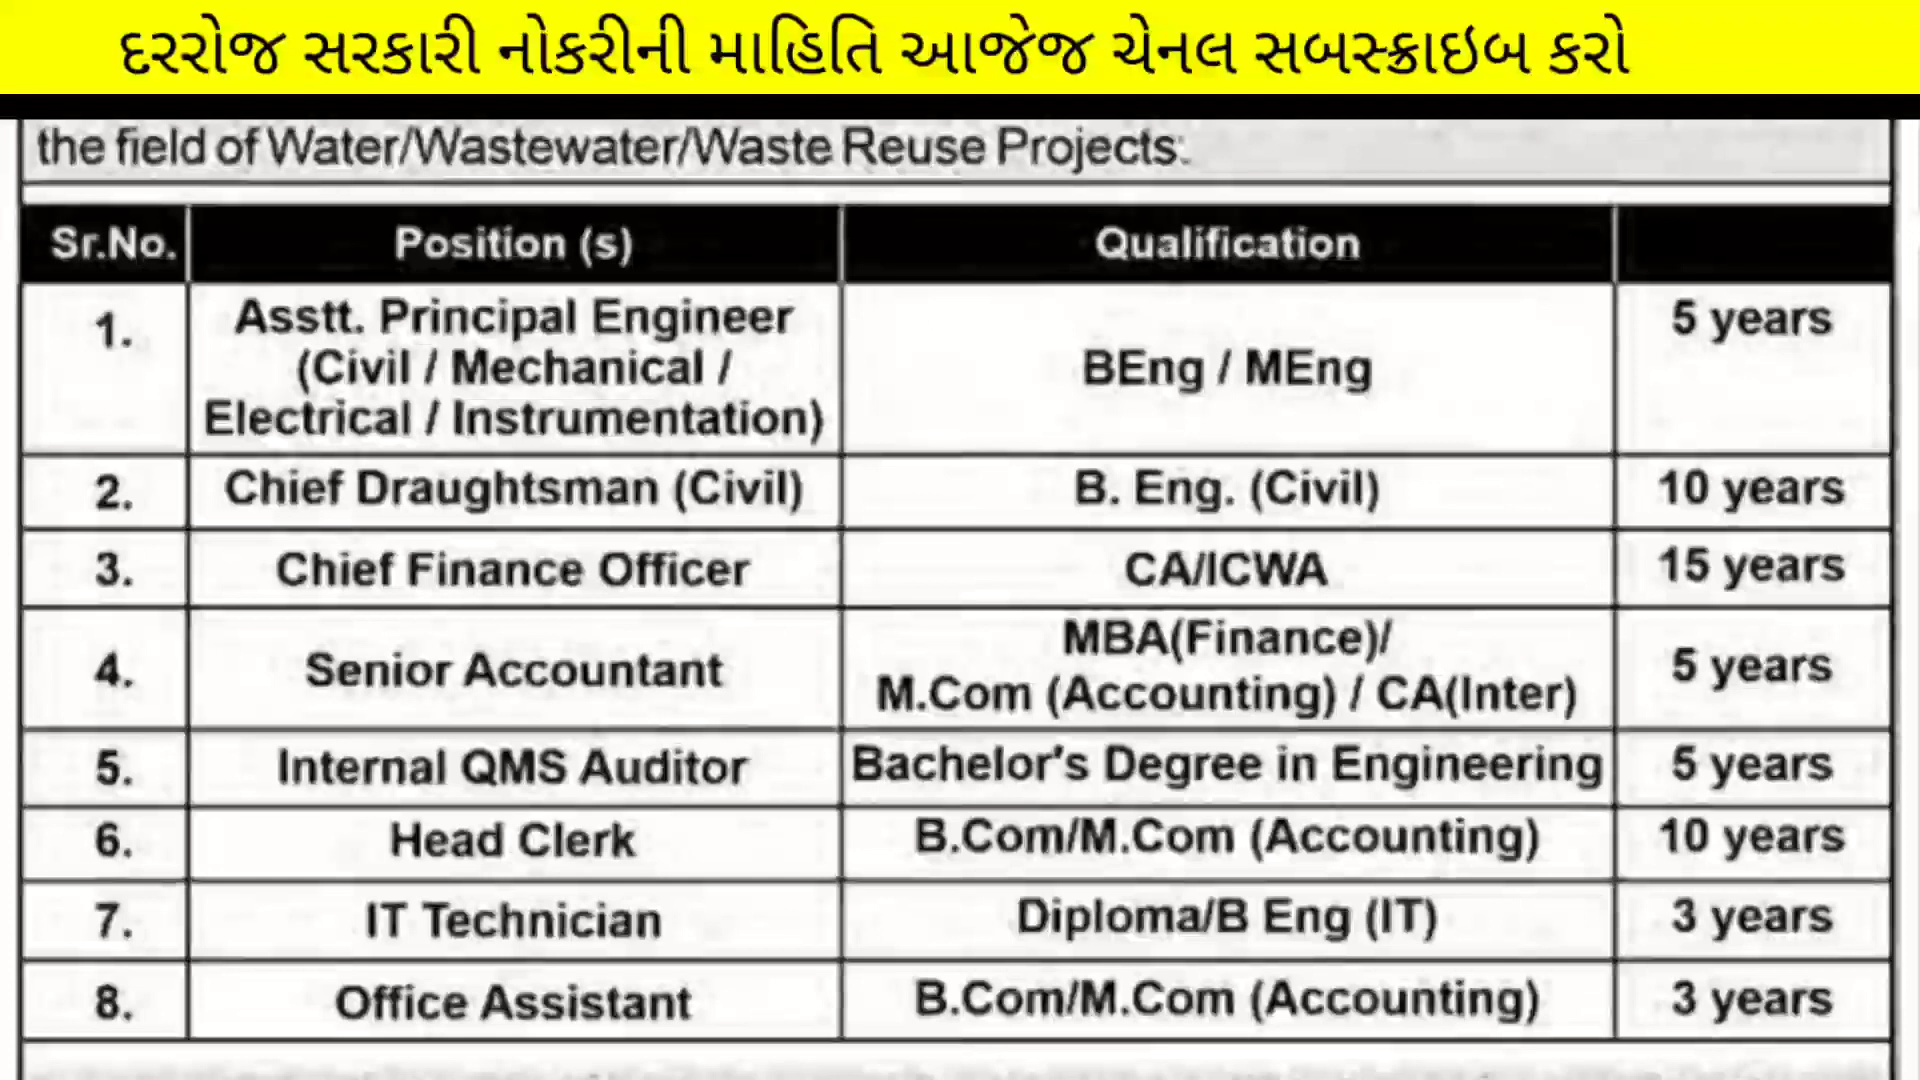 દરરોજ સરકારી નોકરીની માહિતિ આજેજ ચેનલ સબસ્ક્રાઇબ કરો
the field of Water/Wastewater/Waste Reuse Projects:
Sr.No. Position (s) Qualification
1. Asstt. Principal Engineer (Civil / Mechanical / Electrical / Instrumentation) BEng / MEng 5 years
2. Chief Draughtsman (Civil) B. Eng. (Civil) 10 years
3. Chief Finance Officer CA/ICWA 15 years
4. Senior Accountant MBA(Finance)/ M.Com (Accounting) / CA(Inter) 5 years
5. Internal QMS Auditor Bachelor's Degree in Engineering 5 years
6. Head Clerk B.Com/M.Com (Accounting) 10 years
7. IT Technician Diploma/B Eng (IT) 3 years
8. Office Assistant B.Com/M.Com (Accounting) 3 years